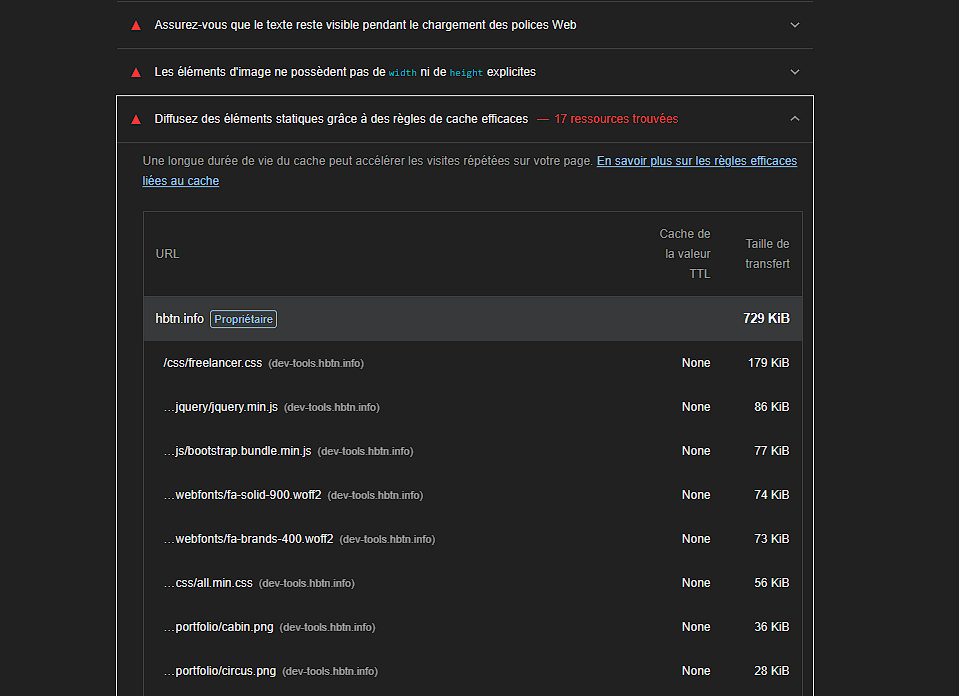 Assurez-vous que le texte reste visible pendant le chargement des polices Web
Les éléments d'image ne possèdent pas de width ni de height explicites
Diffusez des éléments statiques grâce à des règles de cache efficaces — 17 ressources trouvées
Une longue durée de vie du cache peut accélérer les visites répétées sur votre page. En savoir plus sur les règles efficaces
liées au cache
URL
Cache de
la valeur
TTL
Taille de
transfert
hbtn.info Propriétaire 729 KiB
/css/freelancer.css (dev-tools.hbtn.info) None 179 KiB
…jquery/jquery.min.js (dev-tools.hbtn.info) None 86 KiB
…js/bootstrap.bundle.min.js (dev-tools.hbtn.info) None 77 KiB
…webfonts/fa-solid-900.woff2 (dev-tools.hbtn.info) None 74 KiB
…webfonts/fa-brands-400.woff2 (dev-tools.hbtn.info) None 73 KiB
…css/all.min.css (dev-tools.hbtn.info) None 56 KiB
…portfolio/cabin.png (dev-tools.hbtn.info) None 36 KiB
…portfolio/circus.png (dev-tools.hbtn.info) None 28 KiB